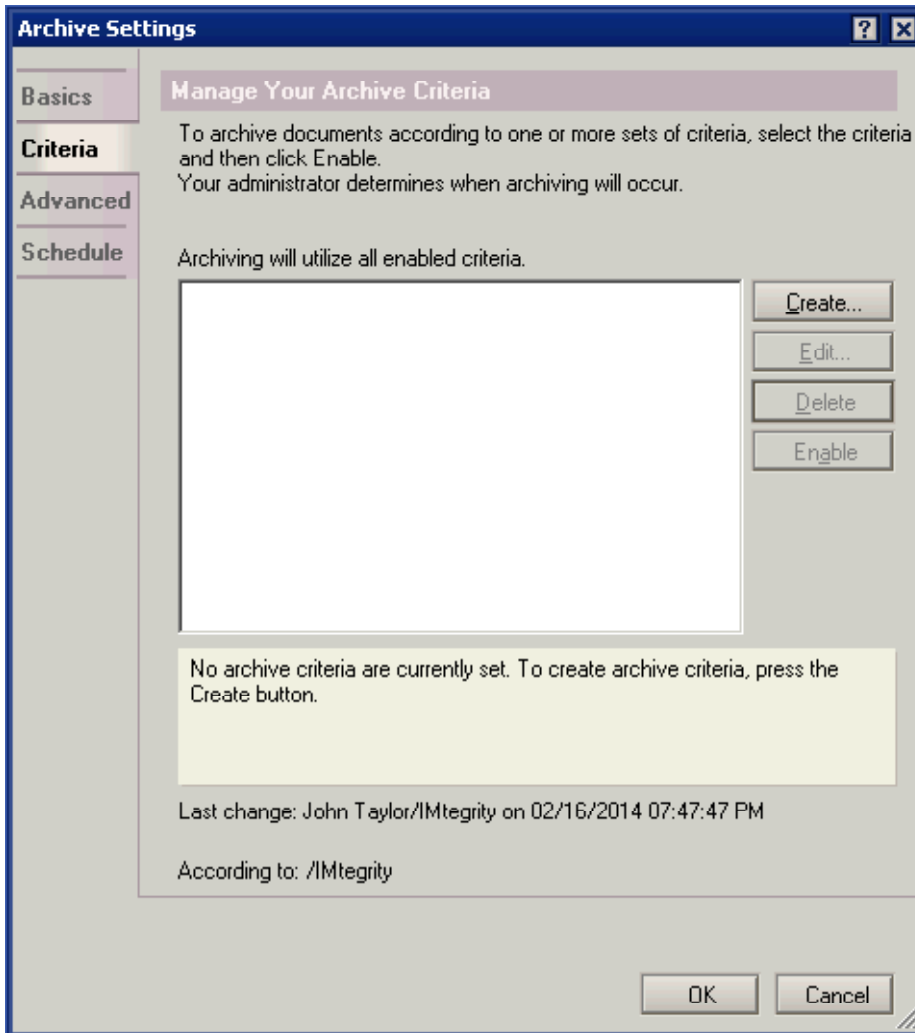 Archive Settings
Basics
Criteria
Advanced
Schedule
Manage Your Archive Criteria
To archive documents according to one or more sets of criteria, select the criteria
and then click Enable.
Your administrator determines when archiving will occur.
Archiving will utilize all enabled criteria.
Create...
Edit...
Delete
Enable
No archive criteria are currently set. To create archive criteria, press the
Create button.
Last change: John Taylor/IMtegrity on 02/16/2014 07:47:47 PM
According to: /IMtegrity
OK
Cancel